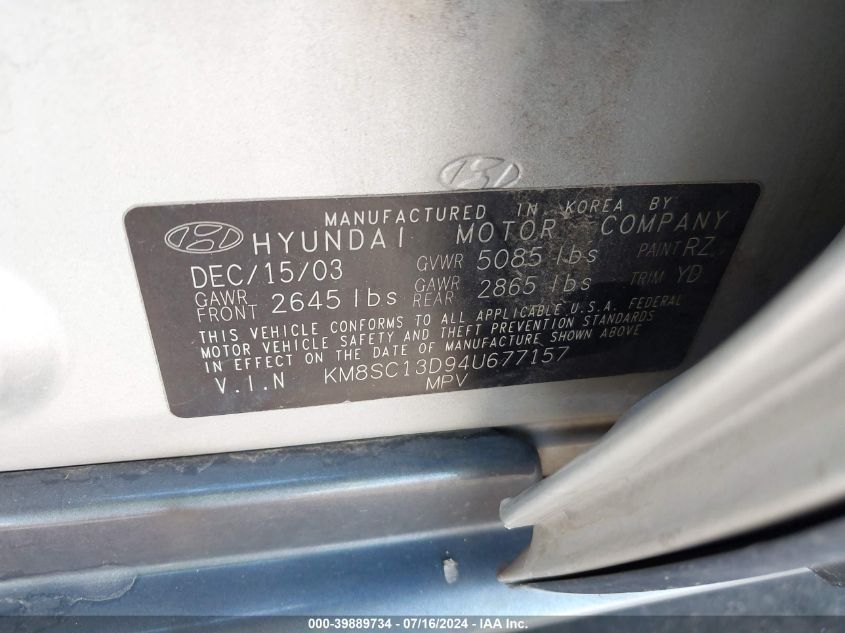 MANUFACTURED IN KOREA BY
HYUNDAI MOTOR COMPANY
DEC/15/03 GVWR 5085 lbs PAINT RZ
GAWR FRONT 2645 lbs GAWR REAR 2865 lbs TRIM YD
THIS VEHICLE CONFORMS TO ALL APPLICABLE U.S.A. FEDERAL
MOTOR VEHICLE SAFETY AND THEFT PREVENTION STANDARDS
IN EFFECT ON THE DATE OF MANUFACTURE SHOWN ABOVE
V.I.N KM8SC13D94U677157
MPV
000-39889734 - 07/16/2024 - IAA Inc.